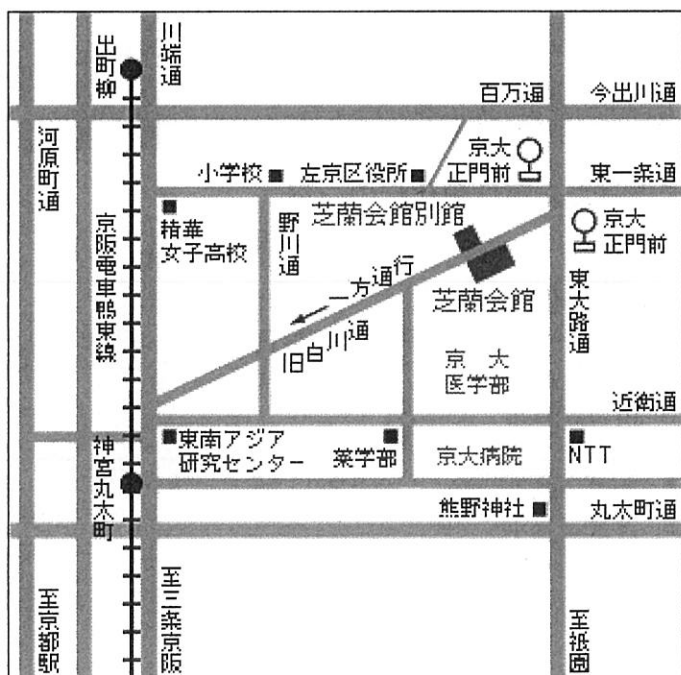 出町柳
川端通
百万通
今出川通
河原町通
小学校
左京区役所
京大
正門前
東一条通
精華
女子高校
野川通
芝蘭会館別館
京大
正門前
京阪電車鴨東線
一方通行
芝蘭会館
東大路通
旧白川通
京大
医学部
近衛通
神宮丸太町
東南アジア
研究センター
薬学部
京大病院
NTT
熊野神社
丸太町通
至京都駅
至三条京阪
至祇園